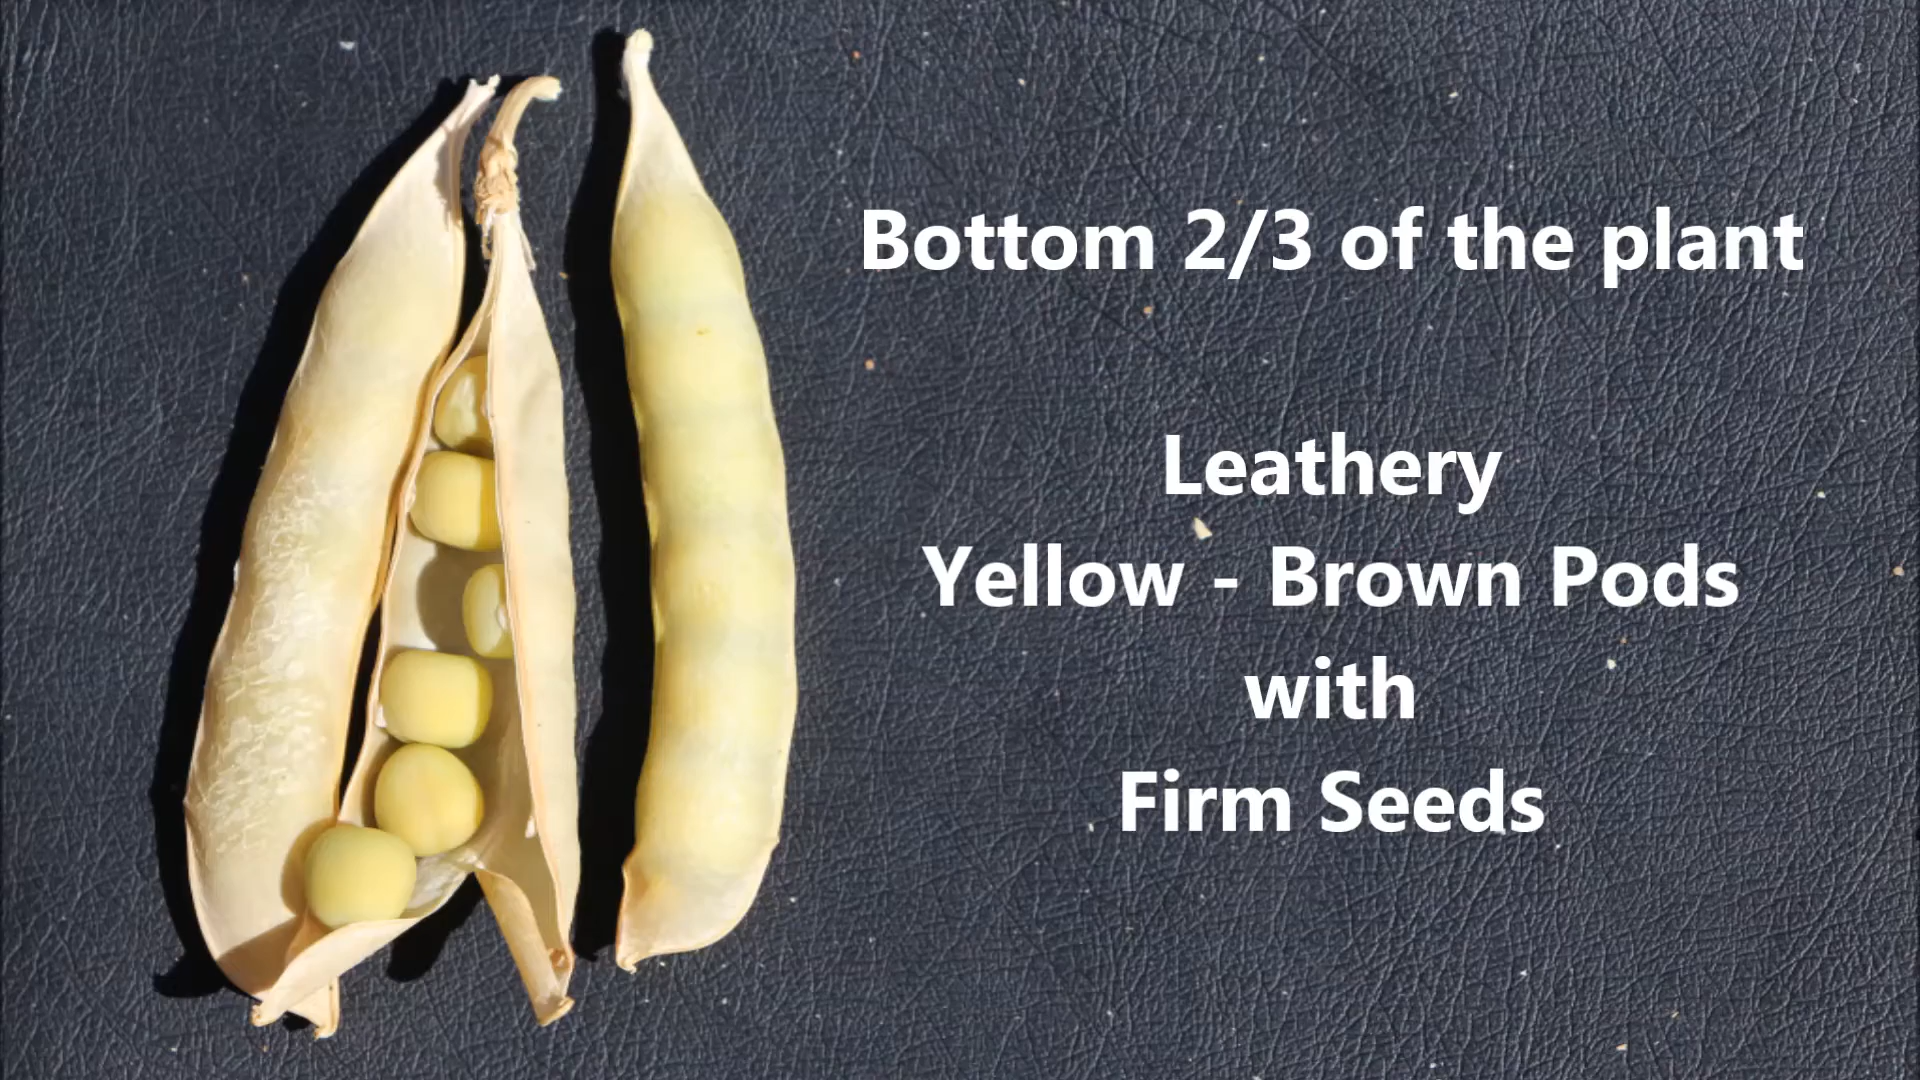 Bottom 2/3 of the plant
Leathery
Yellow - Brown Pods
with
Firm Seeds